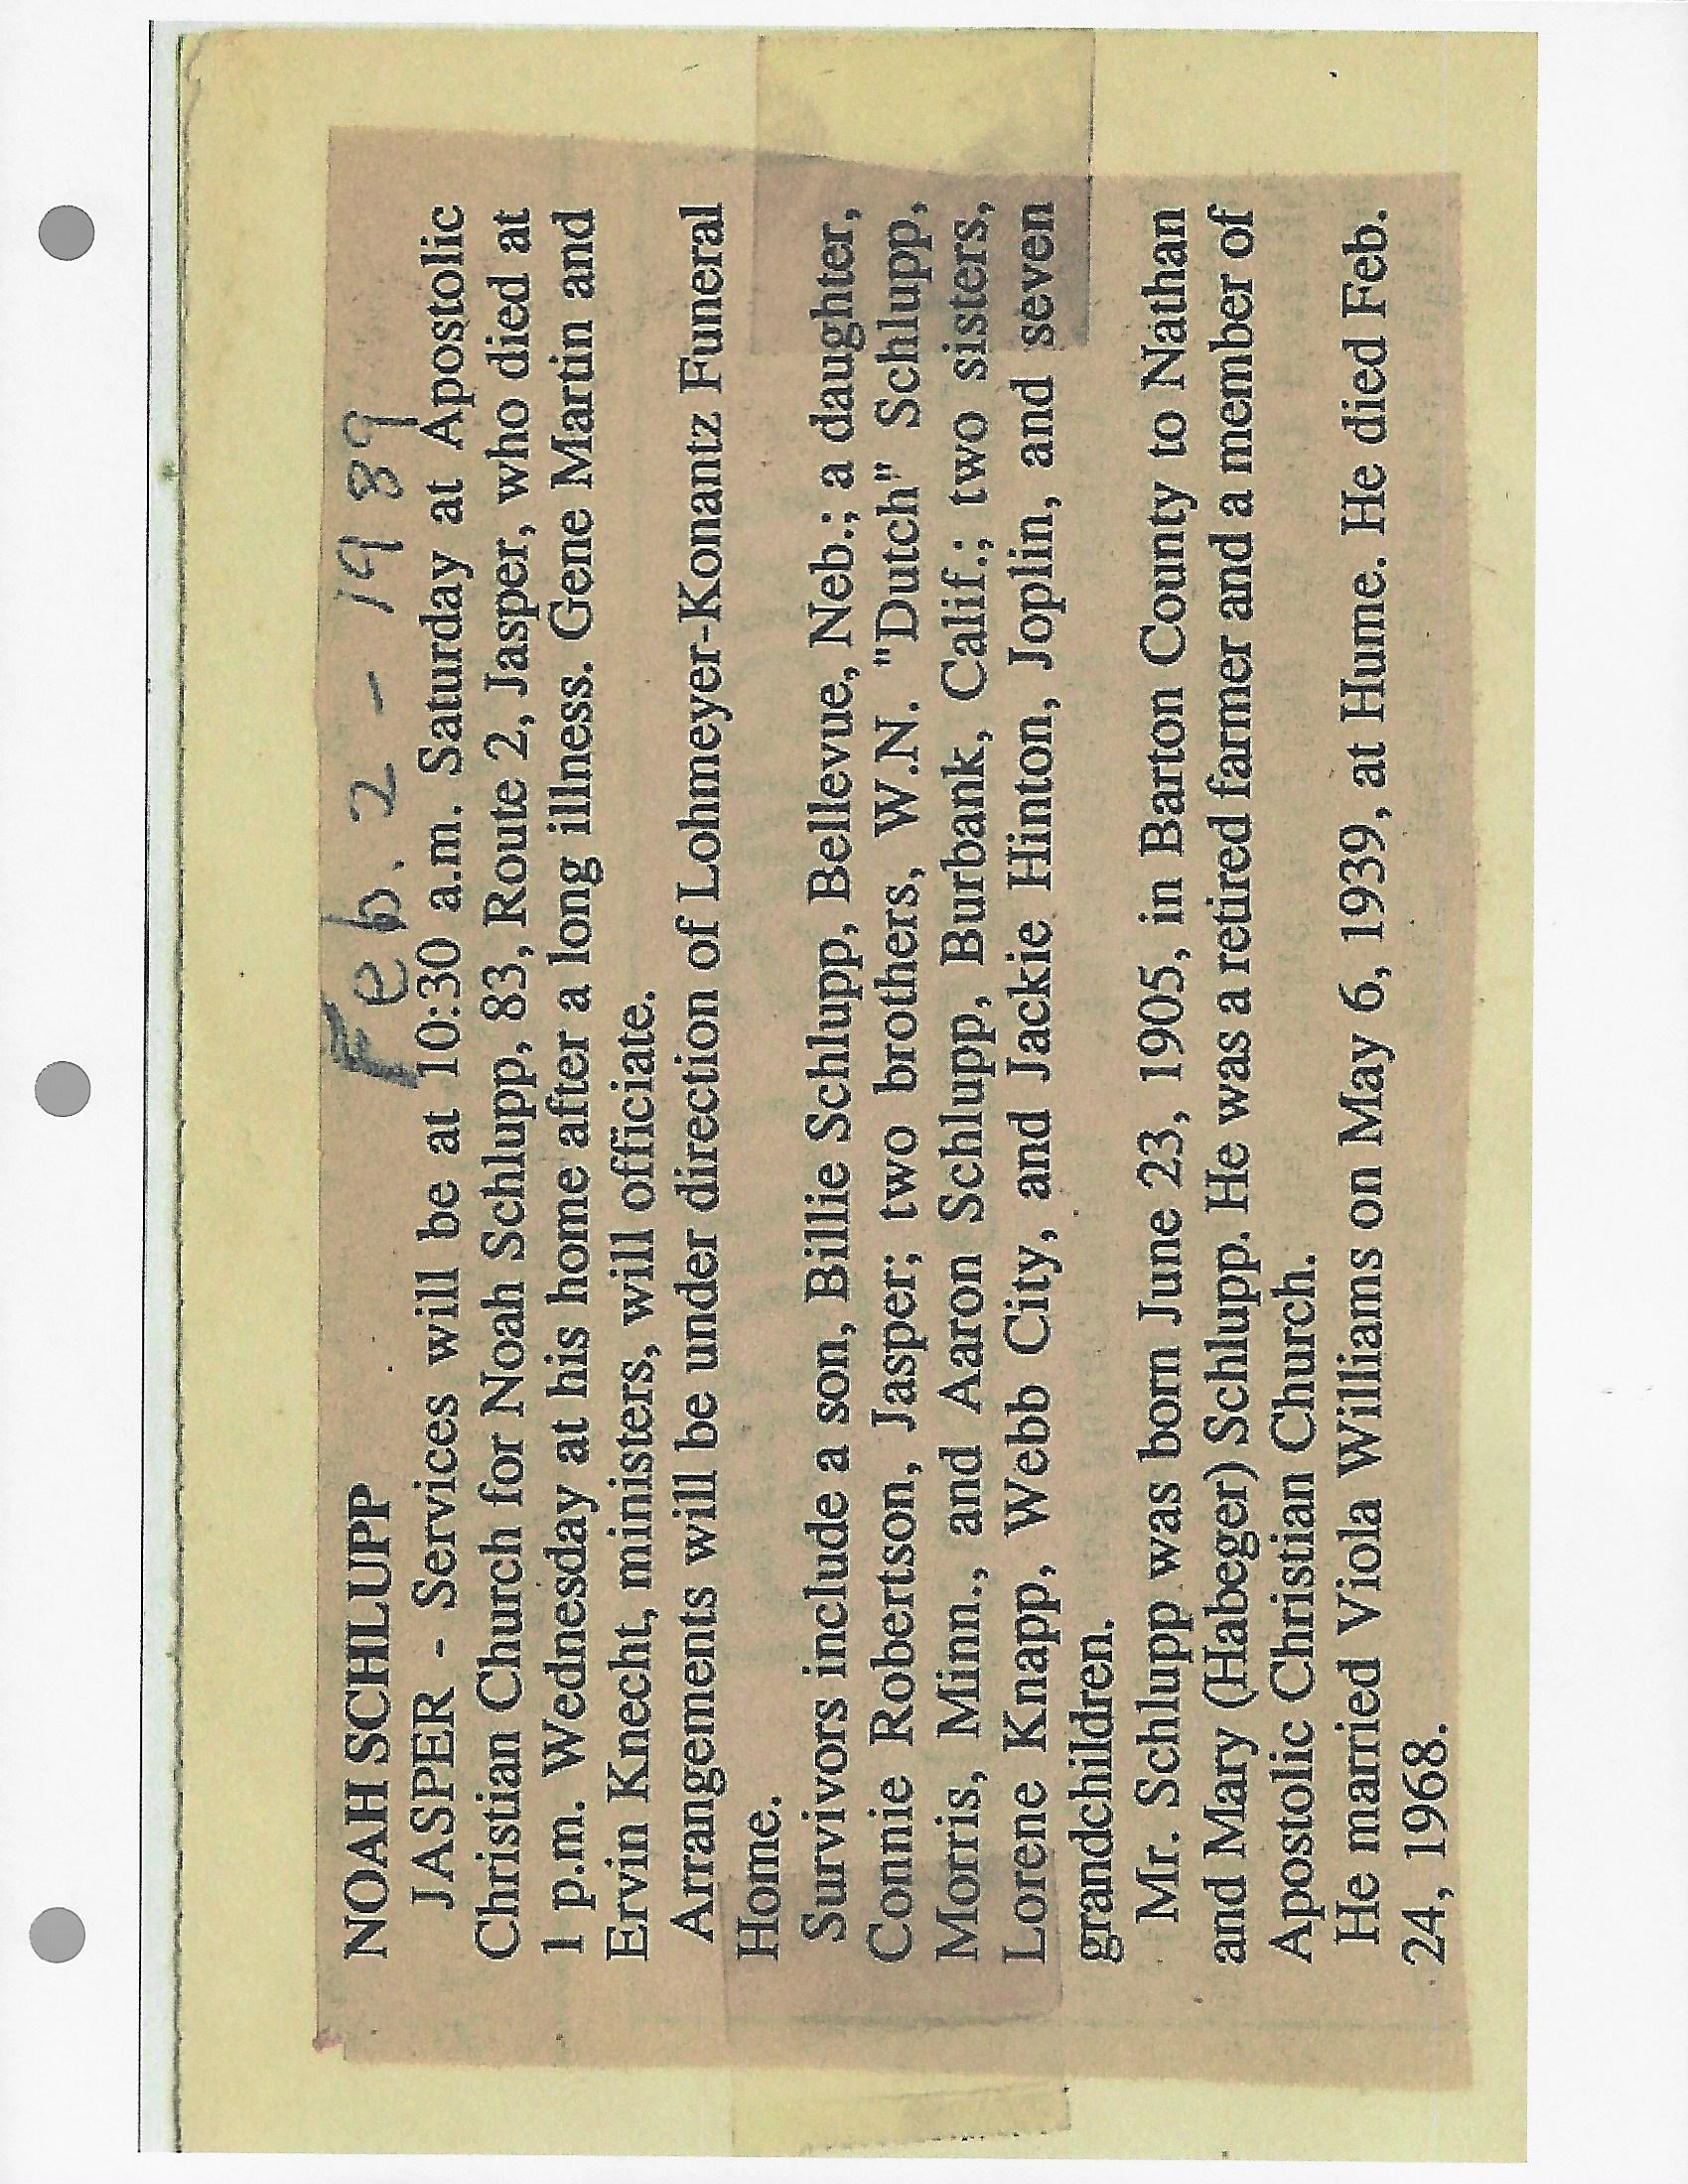 NOAH SCHLUPP
Feb. 2 - 1989
JASPER - Services will be at 10:30 a.m. Saturday at Apostolic
Christian Church for Noah Schlupp, 83, Route 2, Jasper, who died at
1 p.m. Wednesday at his home after a long illness. Gene Martin and
Ervin Knecht, ministers, will officiate.
Arrangements will be under direction of Lohmeyer-Konantz Funeral
Home.
Survivors include a son, Billie Schlupp, Bellevue, Neb.; a daughter,
Connie Robertson, Jasper; two brothers, W.N. "Dutch" Schlupp,
Morris, Minn., and Aaron Schlupp, Burbank, Calif.; two sisters,
Lorene Knapp, Webb City, and Jackie Hinton, Joplin, and seven
grandchildren.
Mr. Schlupp was born June 23, 1905, in Barton County to Nathan
and Mary (Habeger) Schlupp. He was a retired farmer and a member of
Apostolic Christian Church.
He married Viola Williams on May 6, 1939, at Hume. He died Feb.
24, 1968.